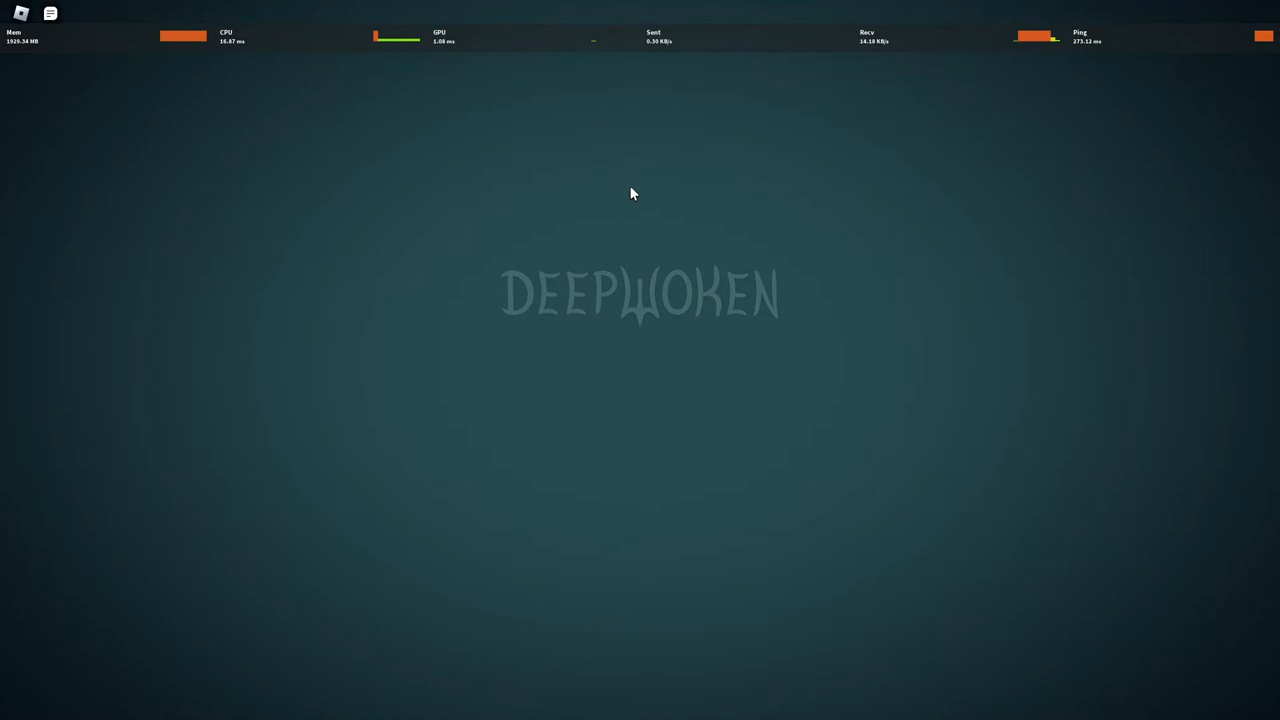 Mem CPU GPU Sent Recv Ping
1929.34 MB 16.87 ms 1.08 ms 0.30 KB/s 14.18 KB/s 273.12 ms
DEEPWOKEN